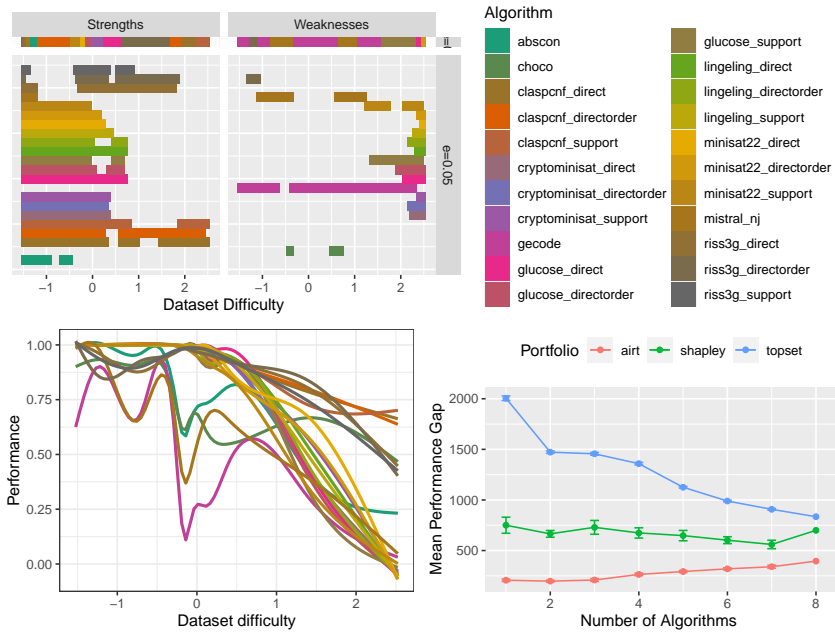 Strengths
Weaknesses
all
e=0.05
−1
0
1
2
−1
0
1
2
Dataset Difficulty
Algorithm
abscon
choco
claspcnf_direct
claspcnf_directorder
claspcnf_support
cryptominisat_direct
cryptominisat_directorder
cryptominisat_support
gecode
glucose_direct
glucose_directorder
glucose_support
lingeling_direct
lingeling_directorder
lingeling_support
minisat22_direct
minisat22_directorder
minisat22_support
mistral_nj
riss3g_direct
riss3g_directorder
riss3g_support
Performance
1.00
0.75
0.50
0.25
0.00
−1
0
1
2
Dataset difficulty
Portfolio
airt
shapley
topset
Mean Performance Gap
2000
1500
1000
500
2
4
6
8
Number of Algorithms